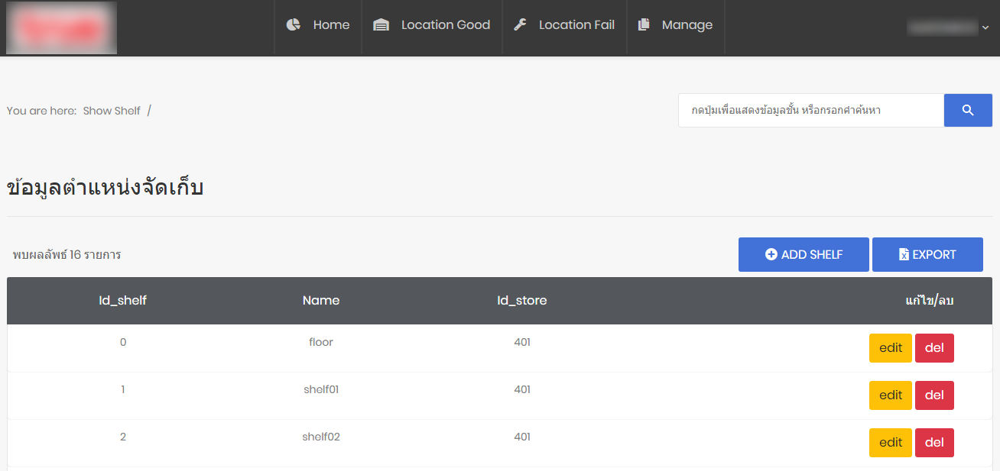 Home Location Good Location Fail Manage
You are here: Show Shelf /
กดปุ่มเพื่อแสดงข้อมูลชั้น หรือกรอกคำค้นหา
ข้อมูลตำแหน่งจัดเก็บ
พบผลลัพธ์ 16 รายการ
ADD SHELF EXPORT
Id_shelf Name Id_store แก้ไข/ลบ
0 floor 401 edit del
1 shelf01 401 edit del
2 shelf02 401 edit del